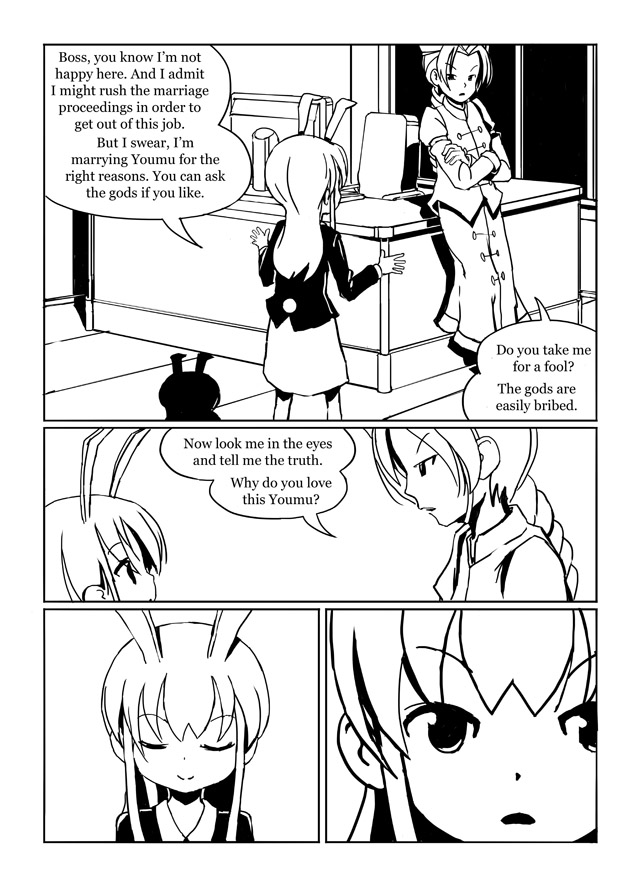 Boss, you know I'm not
happy here. And I admit
I might rush the marriage
proceedings in order to
get out of this job.
But I swear, I'm
marrying Youmu for the
right reasons. You can ask
the gods if you like.
Do you take me
for a fool?
The gods are
easily bribed.
Now look me in the eyes
and tell me the truth.
Why do you love
this Youmu?